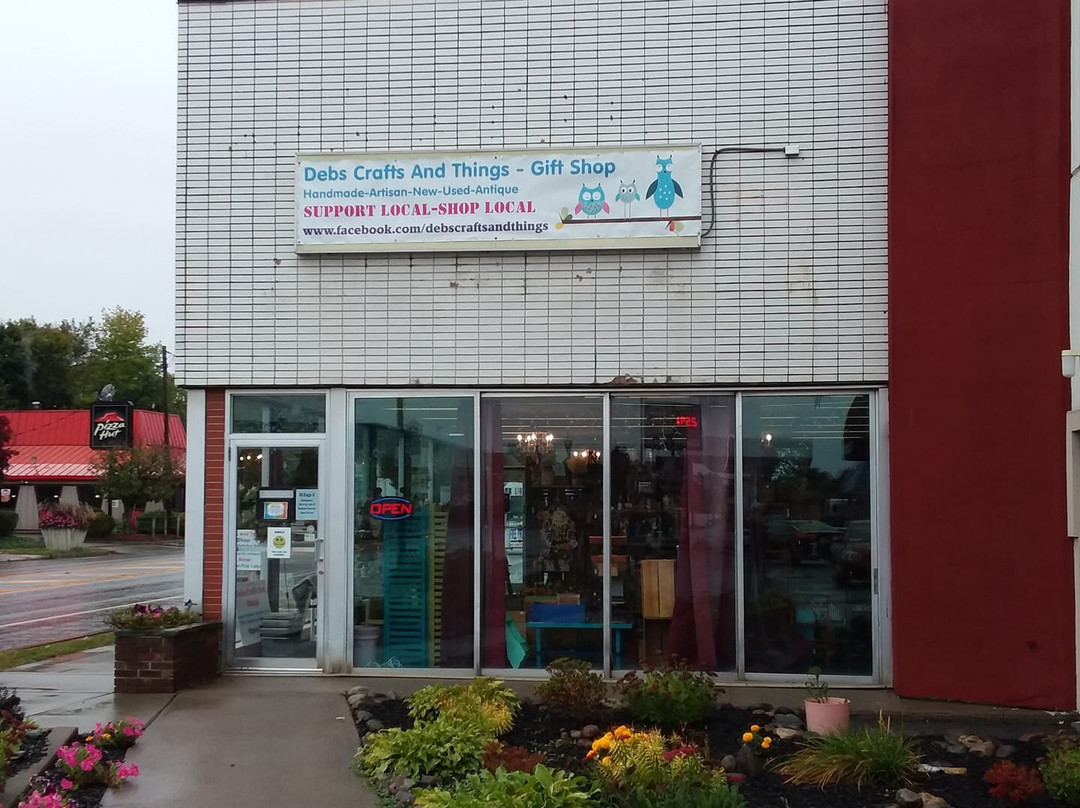 Debs Crafts And Things - Gift Shop
Handmade-Artisan-New-Used-Antique
SUPPORT LOCAL-SHOP LOCAL
www.facebook.com/debscraftsandthings
Pizza
Hut
OPEN